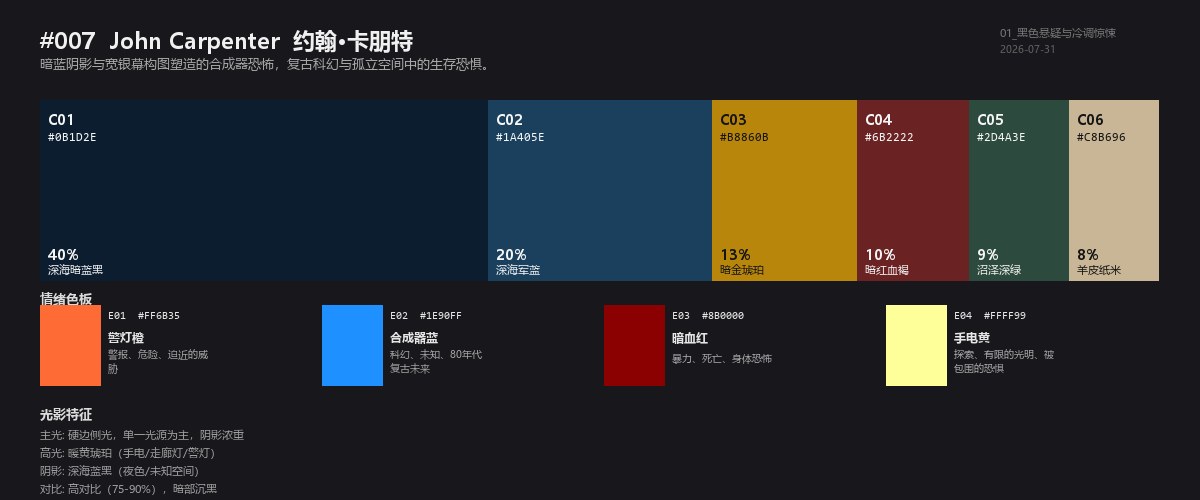 #007 John Carpenter 约翰·卡朋特
01_黑色悬疑与冷调惊悚
暗蓝阴影与宽银幕构图塑造的合成器恐怖，复古科幻与孤立空间中的生存恐惧。
2026-07-31
C01
#0B1D2E
40%
深海暗蓝黑
C02
#1A405E
20%
深海军蓝
C03
#B8860B
13%
暗金琥珀
C04
#6B2222
10%
暗红血褐
C05
#2D4A3E
9%
沼泽深绿
C06
#C8B696
8%
羊皮纸米
情绪色板
E01 #FF6B35
警灯橙
警报、危险、迫近的威
胁
E02 #1E90FF
合成器蓝
科幻、未知、80年代
复古未来
E03 #8B0000
暗血红
暴力、死亡、身体恐怖
E04 #FFFF99
手电黄
探索、有限的光明、被
包围的恐惧
光影特征
主光: 硬边侧光，单一光源为主，阴影浓重
高光: 暖黄琥珀（手电/走廊灯/警灯）
阴影: 深海蓝黑（夜色/未知空间）
对比: 高对比（75-90%），暗部沉黑